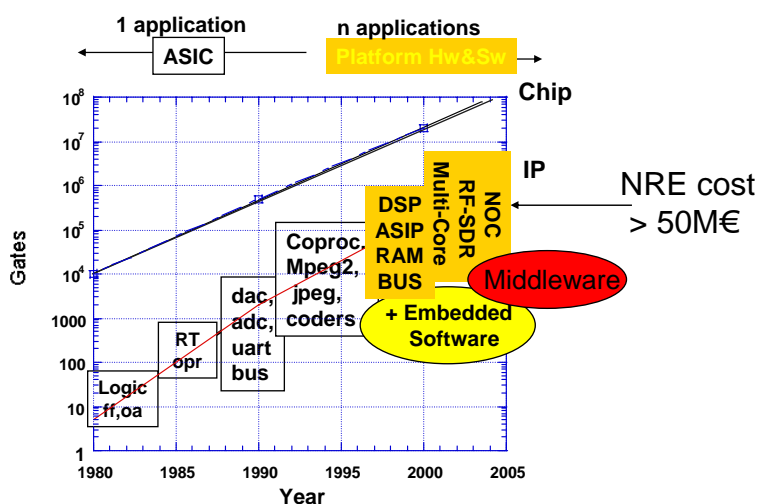 1 application
n applications
ASIC
Platform Hw&Sw
Chip
IP
NRE cost
> 50M€
Gates
10^8
10^7
10^6
10^5
10^4
1000
100
10
1
Logic
ff,oa
RT
opr
dac,
adc,
uart
bus
Coproc,
Mpeg2,
jpeg,
coders
DSP
ASIP
RAM
BUS
Multi-Core
RF-SDR
NOC
+ Embedded
Software
Middleware
1980
1985
1990
1995
2000
2005
Year